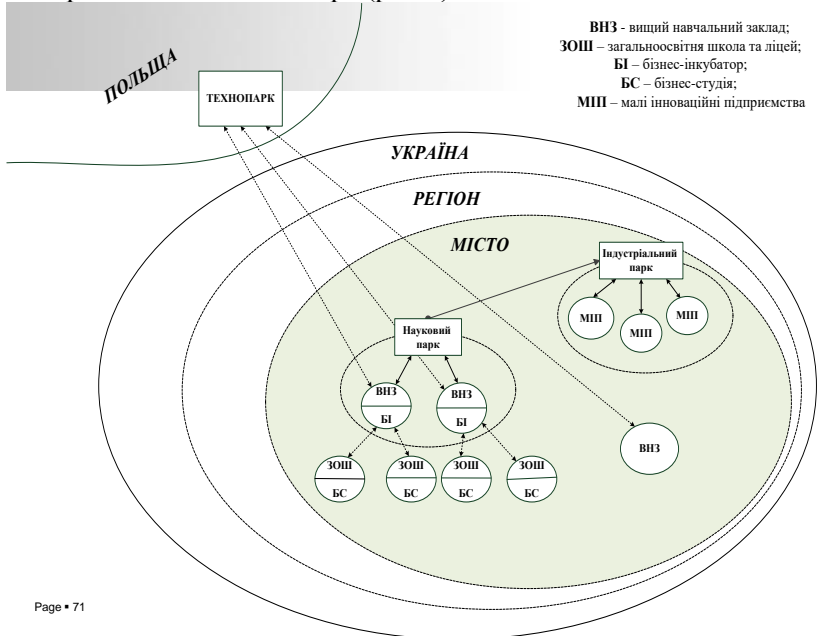 ВНЗ - вищий навчальний заклад;
ЗОШ – загальноосвітня школа та ліцей;
БІ – бізнес-інкубатор;
БС – бізнес-студія;
МІП – малі інноваційні підприємства
ПОЛЬЩА
ТЕХНОПАРК
УКРАЇНА
РЕГІОН
МІСТО
Індустріальний
парк
МІП
МІП
МІП
Науковий
парк
ВНЗ
БІ
ВНЗ
БІ
ВНЗ
ЗОШ
БС
ЗОШ
БС
ЗОШ
БС
ЗОШ
БС
Page ▪ 71